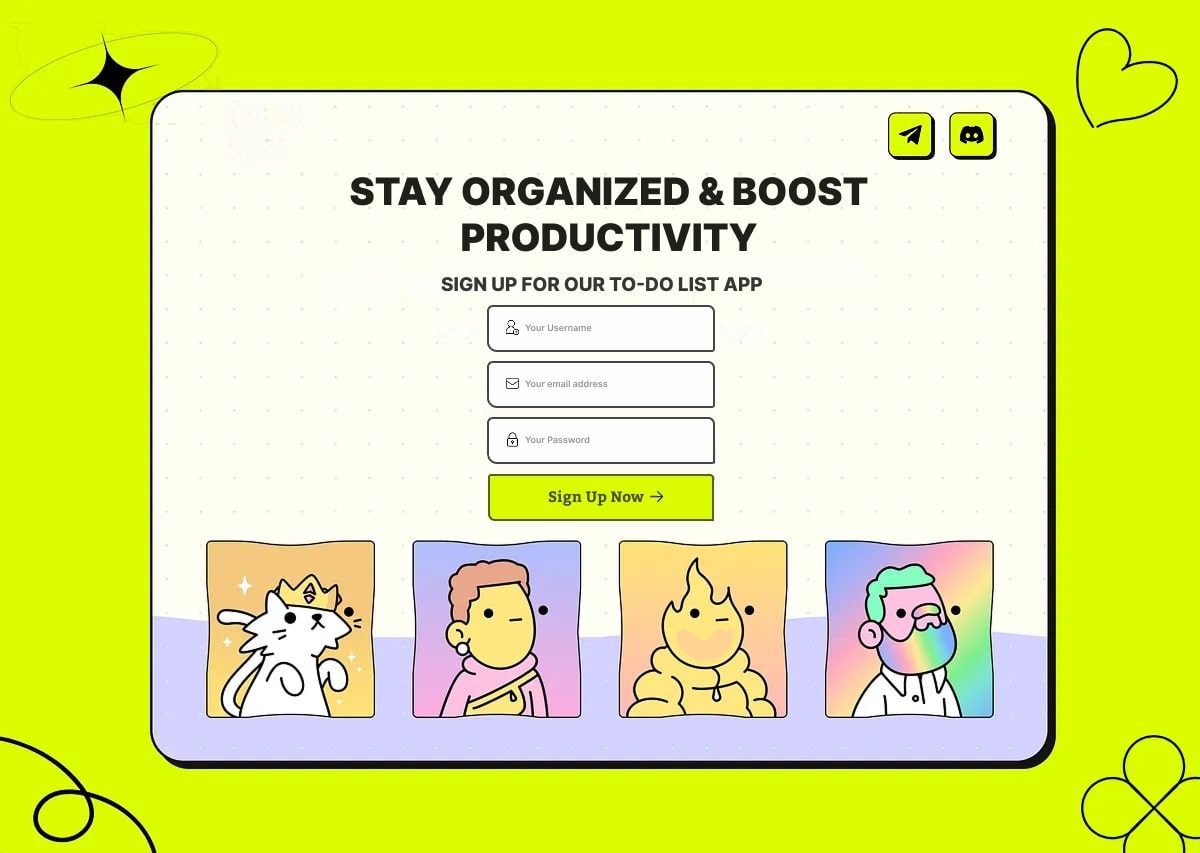 STAY ORGANIZED & BOOST
PRODUCTIVITY
SIGN UP FOR OUR TO-DO LIST APP
Your Username
Your email address
Your Password
Sign Up Now